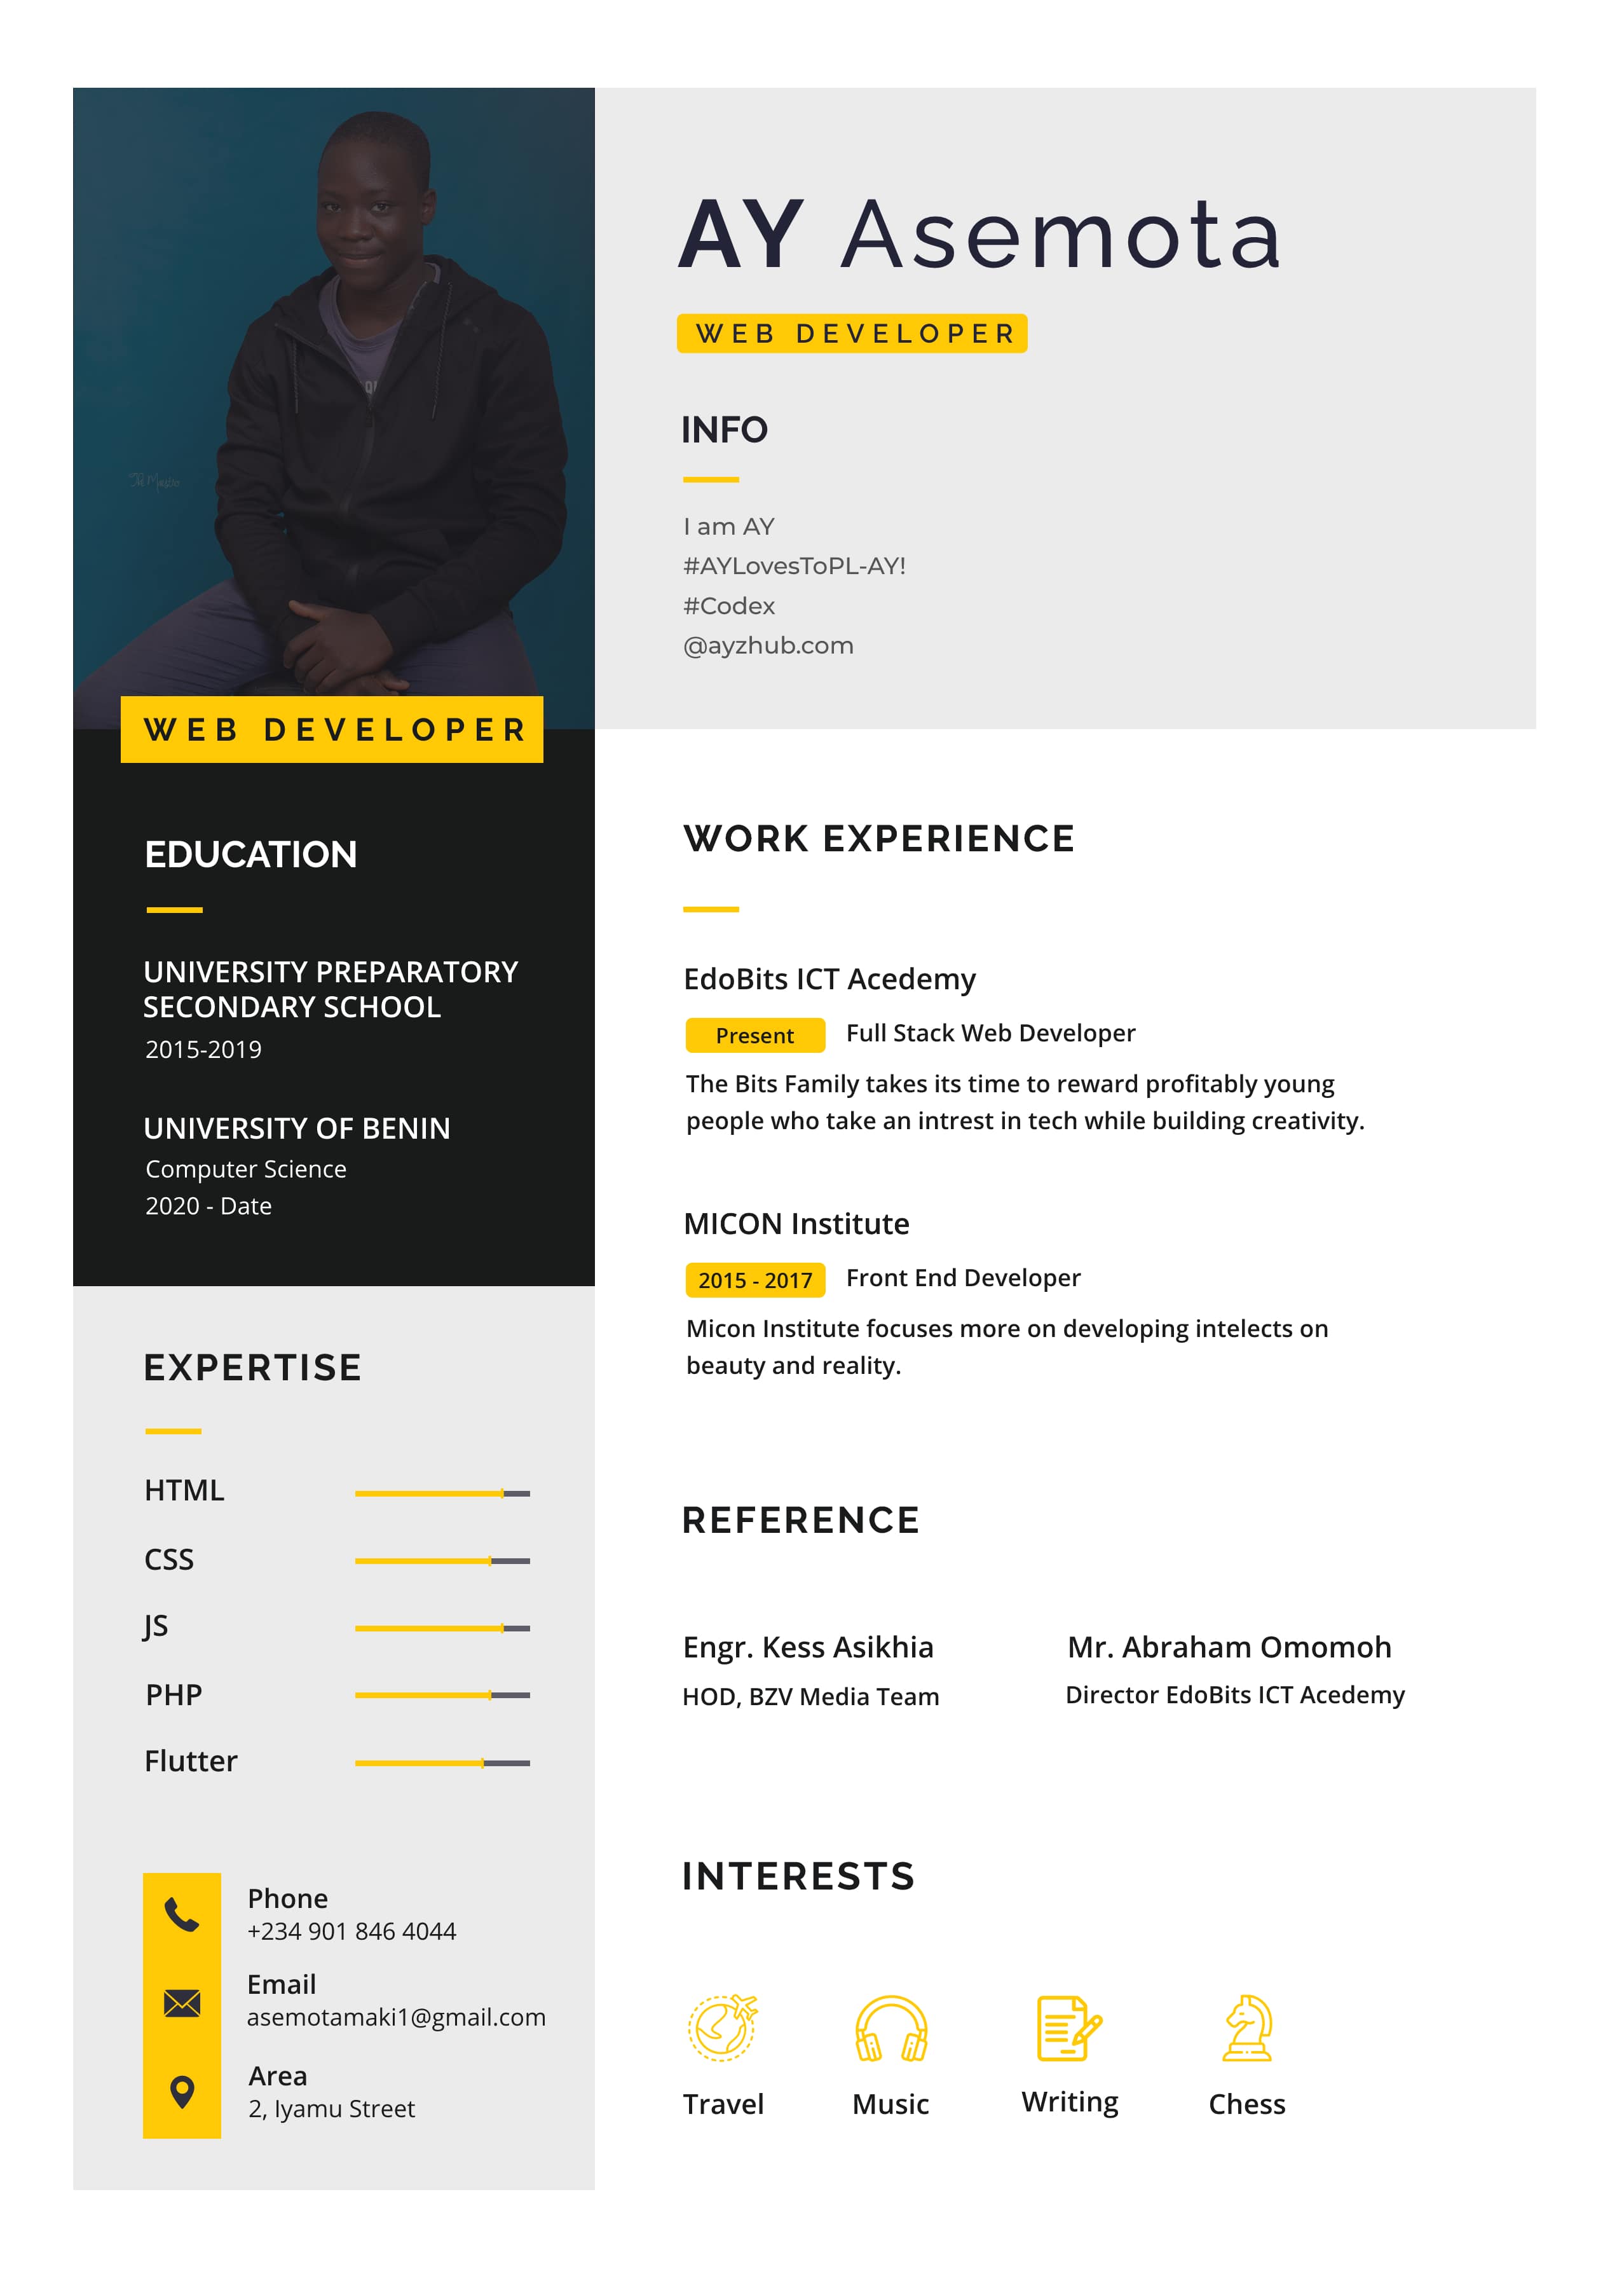 AY Asemota
WEB DEVELOPER
INFO
I am AY
#AYLovesToPL-AY!
#Codex
@ayzhub.com
WEB DEVELOPER
EDUCATION
UNIVERSITY PREPARATORY
SECONDARY SCHOOL
2015-2019
UNIVERSITY OF BENIN
Computer Science
2020 - Date
EXPERTISE
HTML
CSS
JS
PHP
Flutter
Phone
+234 901 846 4044
Email
asemotamaki1@gmail.com
Area
2, Iyamu Street
WORK EXPERIENCE
EdoBits ICT Acedemy
Present Full Stack Web Developer
The Bits Family takes its time to reward profitably young
people who take an intrest in tech while building creativity.
MICON Institute
2015 - 2017 Front End Developer
Micon Institute focuses more on developing intelects on
beauty and reality.
REFERENCE
Engr. Kess Asikhia
HOD, BZV Media Team
Mr. Abraham Omomoh
Director EdoBits ICT Acedemy
INTERESTS
Travel Music Writing Chess